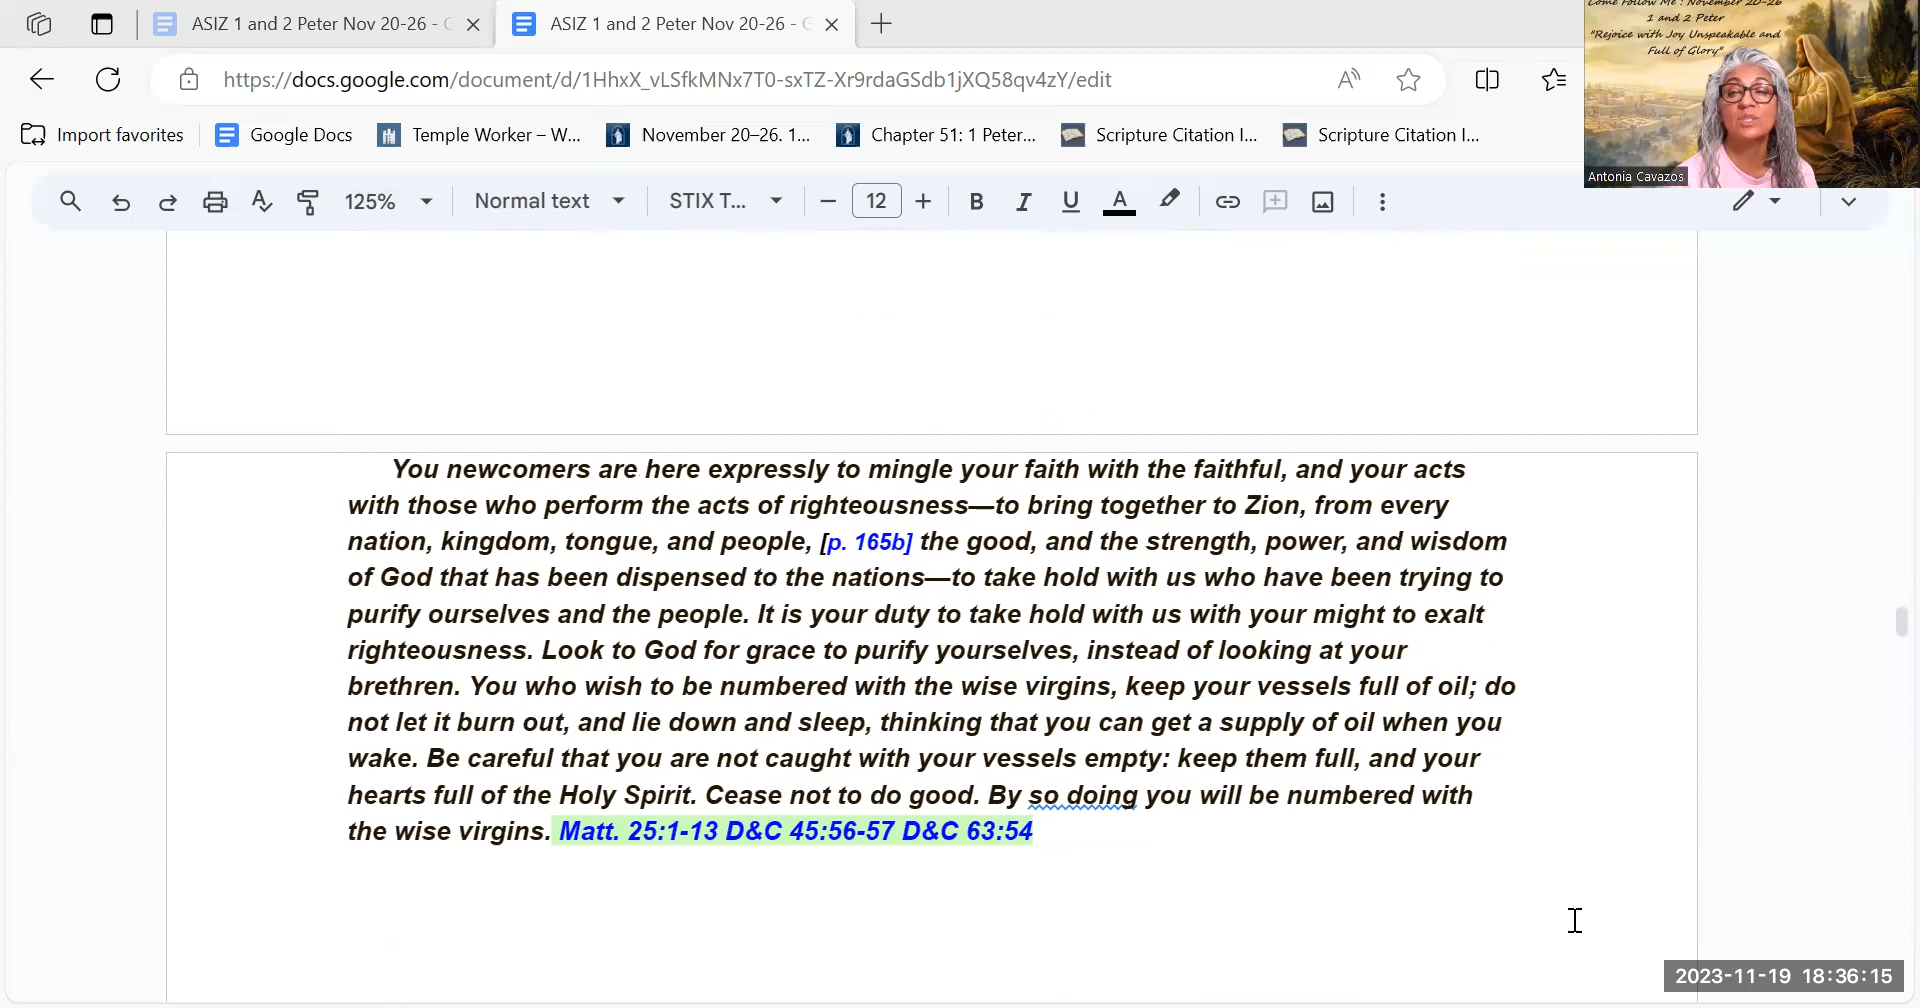 ASIZ 1 and 2 Peter Nov 20-26 - G
ASIZ 1 and 2 Peter Nov 20-26 - G
https://docs.google.com/document/d/1HhxX_vLSfkMNx7T0-sxTZ-Xr9rdaGSdb1jXQ58qv4zY/edit
Come Follow Me : November 20-26
1 and 2 Peter
"Rejoice with Joy Unspeakable and
Full of Glory"
Antonia Cavazos
Import favorites
Google Docs
Temple Worker – W...
November 20–26. 1...
Chapter 51: 1 Peter...
Scripture Citation I...
Scripture Citation I...
125%
Normal text
STIX T...
12
You newcomers are here expressly to mingle your faith with the faithful, and your acts
with those who perform the acts of righteousness—to bring together to Zion, from every
nation, kingdom, tongue, and people, [p. 165b] the good, and the strength, power, and wisdom
of God that has been dispensed to the nations—to take hold with us who have been trying to
purify ourselves and the people. It is your duty to take hold with us with your might to exalt
righteousness. Look to God for grace to purify yourselves, instead of looking at your
brethren. You who wish to be numbered with the wise virgins, keep your vessels full of oil; do
not let it burn out, and lie down and sleep, thinking that you can get a supply of oil when you
wake. Be careful that you are not caught with your vessels empty: keep them full, and your
hearts full of the Holy Spirit. Cease not to do good. By so doing you will be numbered with
the wise virgins. Matt. 25:1-13 D&C 45:56-57 D&C 63:54
2023-11-19 18:36:15